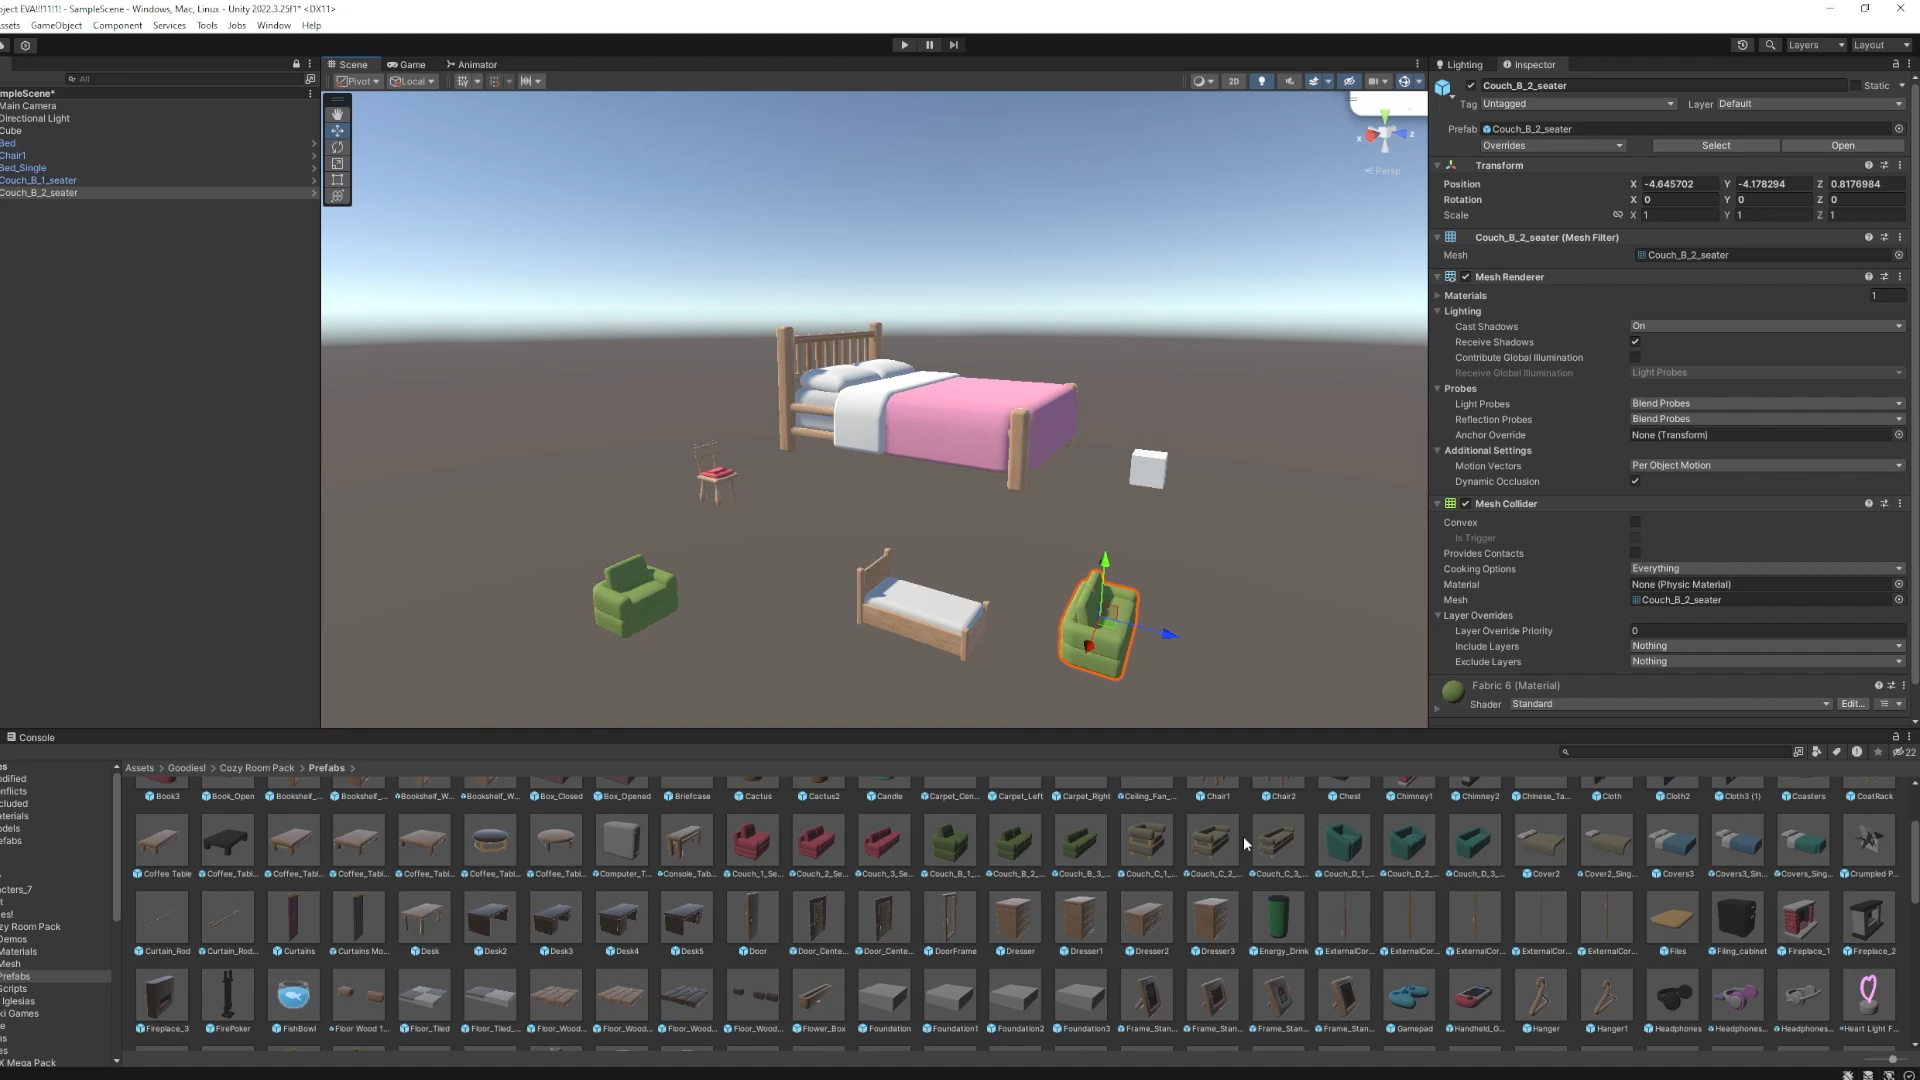 oject EVA!!!11!1! - SampleScene - Windows, Mac, Linux - Unity 2022.3.25f1* <DX11>
ssets GameObject Component Services Tools Jobs Window Help
Layers Layout
All
mpleScene*
Main Camera
Directional Light
Cube
Bed
Chair1
Bed_Single
Couch_B_1_seater
Couch_B_2_seater
Scene Game Animator
Pivot Local
2D
x z
Persp
Lighting Inspector
Couch_B_2_seater Static
Tag Untagged Layer Default
Prefab Couch_B_2_seater
Overrides Select Open
Transform
Position X -4.645702 Y -4.178294 Z 0.8176984
Rotation X 0 Y 0 Z 0
Scale X 1 Y 1 Z 1
Couch_B_2_seater (Mesh Filter)
Mesh Couch_B_2_seater
Mesh Renderer
Materials 1
Lighting
Cast Shadows On
Receive Shadows
Contribute Global Illumination
Receive Global Illumination Light Probes
Probes
Light Probes Blend Probes
Reflection Probes Blend Probes
Anchor Override None (Transform)
Additional Settings
Motion Vectors Per Object Motion
Dynamic Occlusion
Mesh Collider
Convex
Is Trigger
Provides Contacts
Cooking Options Everything
Material None (Physic Material)
Mesh Couch_B_2_seater
Layer Overrides
Layer Override Priority 0
Include Layers Nothing
Exclude Layers Nothing
Fabric 6 (Material)
Shader Standard Edit...
Console
22
es
odified
onflicts
cluded
aterials
odels
efabs
acters_7
t
es!
zy Room Pack
Demos
Materials
Mesh
Prefabs
Scripts
Iglesias
ki Games
e
ns
es
X Mega Pack
Assets > Goodies! > Cozy Room Pack > Prefabs >
Book3 Book_Open Bookshelf_... Bookshelf_... Bookshelf_W... Bookshelf_W... Box_Closed Box_Opened Briefcase Cactus Cactus2 Candle Carpet_Cen... Carpet_Left Carpet_Right Ceiling_Fan_... Chair1 Chair2 Chest Chimney1 Chimney2 Chinese_Ta... Cloth Cloth2 Cloth3 (1) Coasters CoatRack
Coffee Table Coffee_Tabl... Coffee_Tabl... Coffee_Tabl... Coffee_Tabl... Coffee_Tabl... Coffee_Tabl... Computer_T... Console_Tab... Couch_1_Se... Couch_2_Se... Couch_3_Se... Couch_B_1_... Couch_B_2_... Couch_B_3_... Couch_C_1_... Couch_C_2_... Couch_C_3_... Couch_D_1_... Couch_D_2_... Couch_D_3_... Cover2 Cover2_Sing... Covers3 Covers3_Sin... Covers_Sing... Crumpled P...
Curtain_Rod Curtain_Rod... Curtains Curtains Mo... Desk Desk2 Desk3 Desk4 Desk5 Door Door_Cente... Door_Cente... DoorFrame Dresser Dresser1 Dresser2 Dresser3 Energy_Drink ExternalCor... ExternalCor... ExternalCor... ExternalCor... ExternalCor... Files Filing_cabinet Fireplace_1 Fireplace_2
Fireplace_3 FirePoker FishBowl Floor Wood 1... Floor_Tiled Floor_Tiled_... Floor_Wood... Floor_Wood... Floor_Wood... Floor_Wood... Flower_Box Foundation Foundation1 Foundation2 Foundation3 Frame_Stan... Frame_Stan... Frame_Stan... Frame_Stan... Gamepad Handheld_G... Hanger Hanger1 Headphones Headphones... Headphones... Heart Light F...